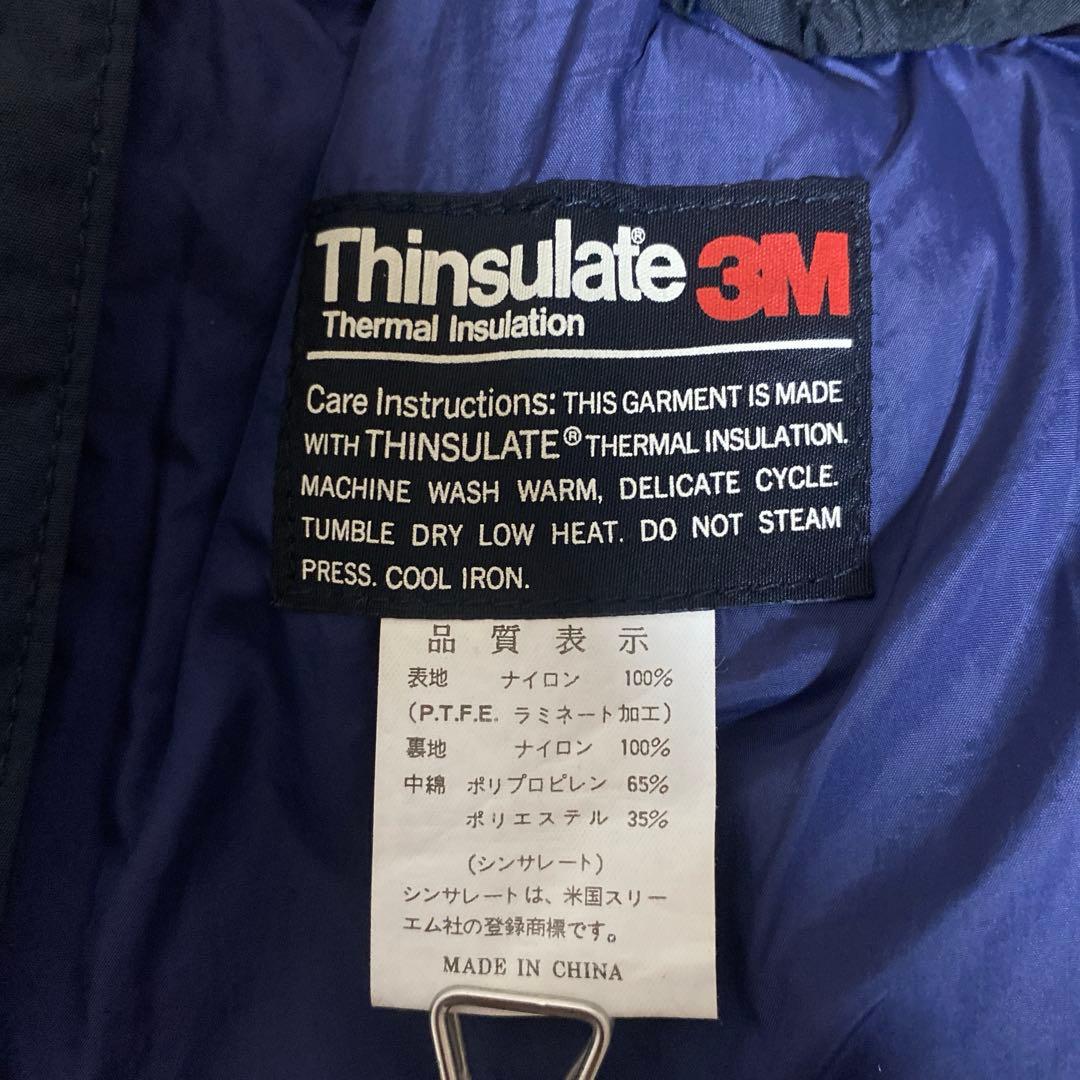 Thinsulate® 3M
Thermal Insulation
Care Instructions: THIS GARMENT IS MADE
WITH THINSULATE® THERMAL INSULATION.
MACHINE WASH WARM, DELICATE CYCLE.
TUMBLE DRY LOW HEAT. DO NOT STEAM
PRESS. COOL IRON.
品質表示
表地 ナイロン 100%
(P.T.F.E. ラミネート加工)
裏地 ナイロン 100%
中綿 ポリプロピレン 65%
ポリエステル 35%
(シンサレート)
シンサレートは、米国スリー
エム社の登録商標です。
MADE IN CHINA